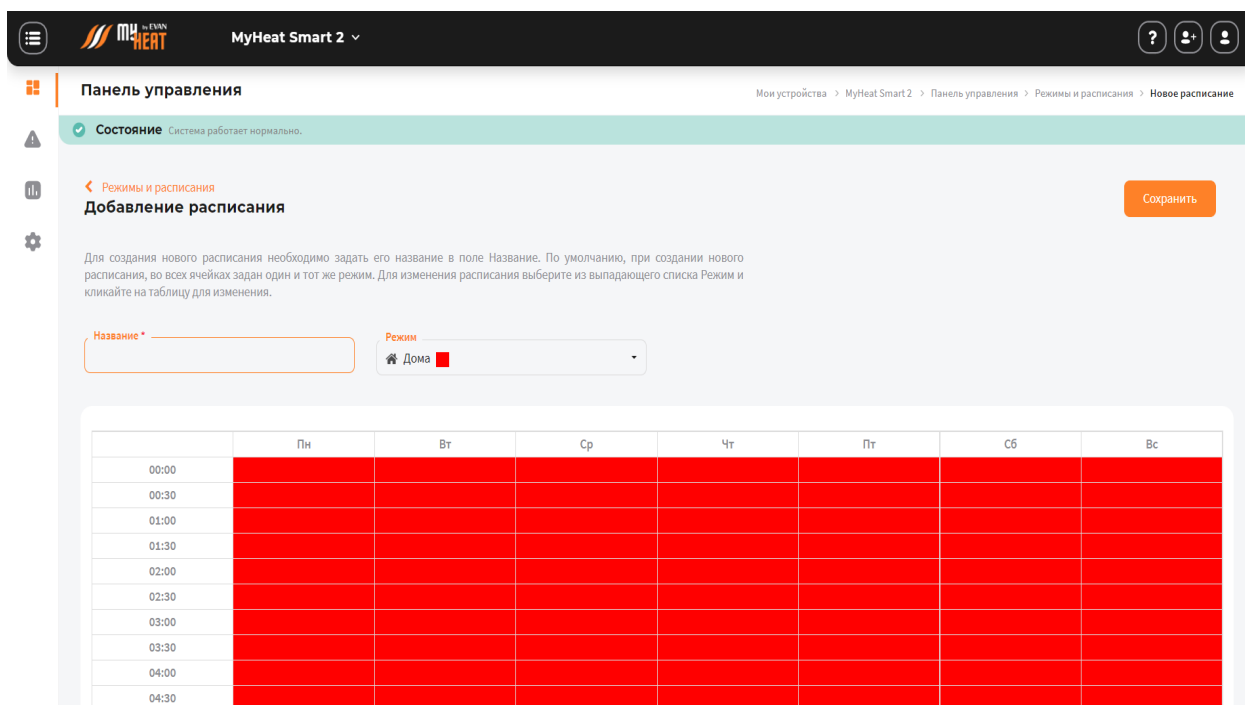 by EVAN
MYHEAT
MyHeat Smart 2
?
Панель управления
Мои устройства > MyHeat Smart 2 > Панель управления > Режимы и расписания > Новое расписание
Состояние Система работает нормально.
Режимы и расписания
Добавление расписания
Сохранить
Для создания нового расписания необходимо задать его название в поле Название. По умолчанию, при создании нового
расписания, во всех ячейках задан один и тот же режим. Для изменения расписания выберите из выпадающего списка Режим и
кликайте на таблицу для изменения.
Название *
Режим
Дома
Пн Вт Ср Чт Пт Сб Вс
00:00
00:30
01:00
01:30
02:00
02:30
03:00
03:30
04:00
04:30